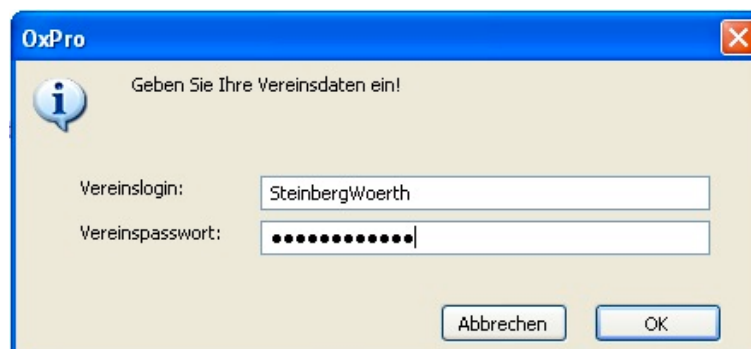 OxPro
Geben Sie Ihre Vereinsdaten ein!
Vereinslogin: SteinbergWoerth
Vereinspasswort: ●●●●●●●●●●●●
Abbrechen OK